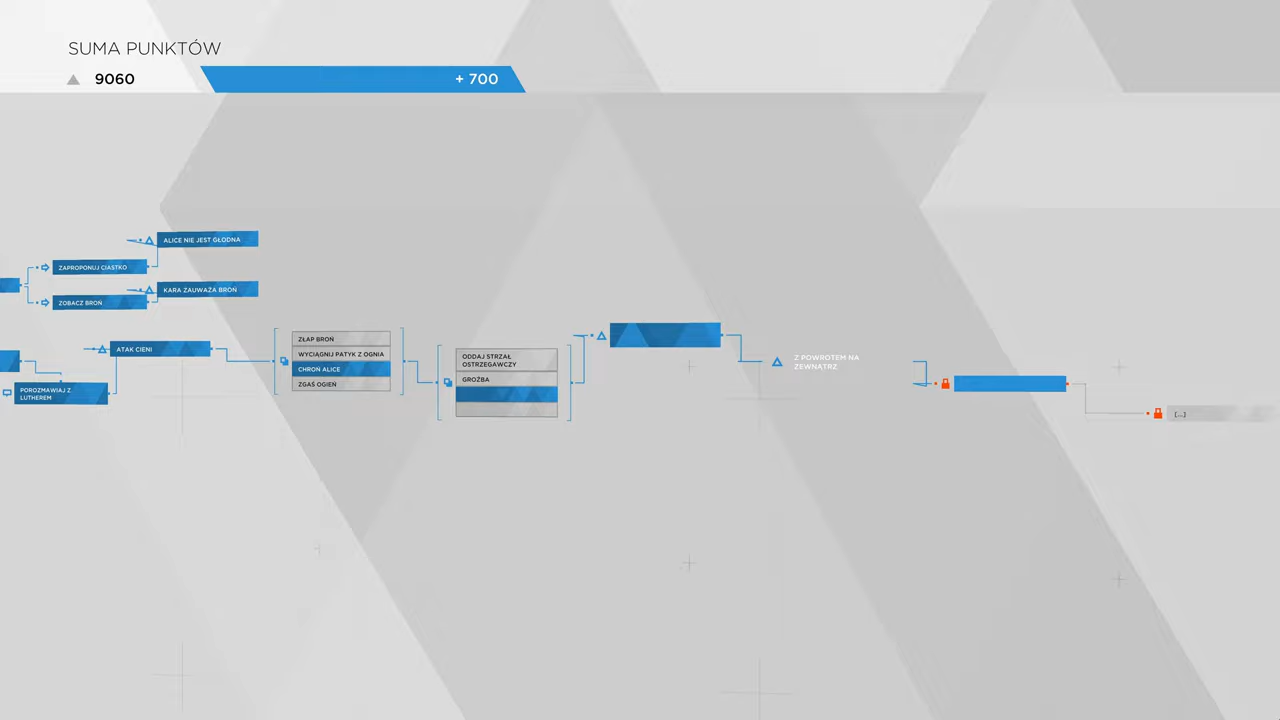 SUMA PUNKTÓW
9060
+ 700
ALICE NIE JEST GŁODNA
ZAPROPONUJ CIASTKO
KARA ZAUWAŻA BROŃ
ZOBACZ BROŃ
ATAK CIENI
POROZMAWIAJ Z
LUTHEREM
ZŁAP BROŃ
WYCIĄGNIJ PATYK Z OGNIA
CHROŃ ALICE
ZGAŚ OGIEŃ
ODDAJ STRZAŁ
OSTRZEGAWCZY
GROŹBA
Z POWROTEM NA
ZEWNĄTRZ
[...]